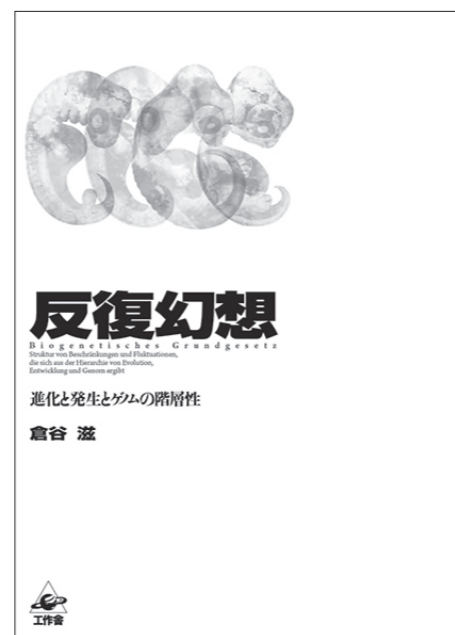 反復幻想
Biogenetisches Grundgesetz
Struktur von Beschränkungen und Fluktuationen,
die sich aus der Hierarchie von Evolution,
Entwicklung und Genom ergibt
進化と発生とゲノムの階層性
倉谷 滋
工作舎